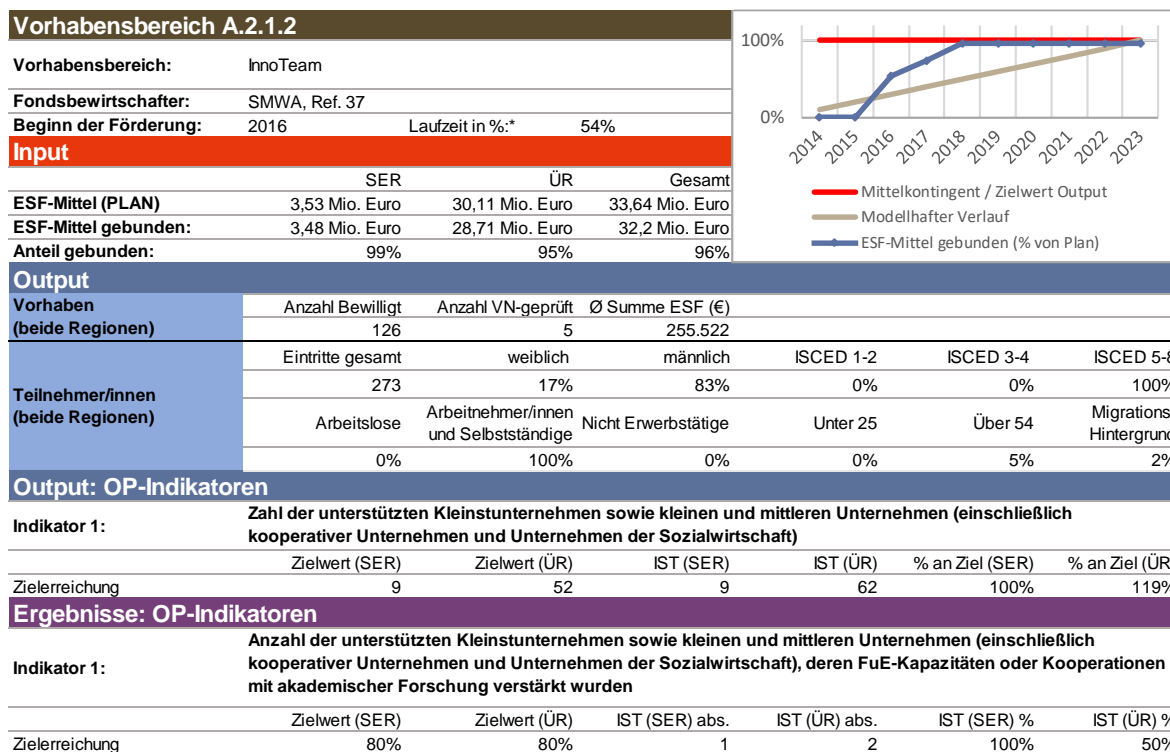 Vorhabensbereich A.2.1.2
Vorhabensbereich: InnoTeam
Fondsbewirtschafter: SMWA, Ref. 37
Beginn der Förderung: 2016 Laufzeit in %:* 54%
100%
0%
2014 2015 2016 2017 2018 2019 2020 2021 2022 2023
Mittelkontingent / Zielwert Output
Modellhafter Verlauf
ESF-Mittel gebunden (% von Plan)
Input
SER ÜR Gesamt
ESF-Mittel (PLAN) 3,53 Mio. Euro 30,11 Mio. Euro 33,64 Mio. Euro
ESF-Mittel gebunden: 3,48 Mio. Euro 28,71 Mio. Euro 32,2 Mio. Euro
Anteil gebunden: 99% 95% 96%
Output
Vorhaben
(beide Regionen)
Anzahl Bewilligt Anzahl VN-geprüft Ø Summe ESF (€)
126 5 255.522
Teilnehmer/innen
(beide Regionen)
Eintritte gesamt weiblich männlich ISCED 1-2 ISCED 3-4 ISCED 5-8
273 17% 83% 0% 0% 100%
Arbeitslose Arbeitnehmer/innen und Selbstständige Nicht Erwerbstätige Unter 25 Über 54 Migrations Hintergrund
0% 100% 0% 0% 5% 2%
Output: OP-Indikatoren
Indikator 1:
Zahl der unterstützten Kleinstunternehmen sowie kleinen und mittleren Unternehmen (einschließlich
kooperativer Unternehmen und Unternehmen der Sozialwirtschaft)
Zielwert (SER) Zielwert (ÜR) IST (SER) IST (ÜR) % an Ziel (SER) % an Ziel (ÜR
Zielerreichung 9 52 9 62 100% 119%
Ergebnisse: OP-Indikatoren
Indikator 1:
Anzahl der unterstützten Kleinstunternehmen sowie kleinen und mittleren Unternehmen (einschließlich
kooperativer Unternehmen und Unternehmen der Sozialwirtschaft), deren FuE-Kapazitäten oder Kooperationen
mit akademischer Forschung verstärkt wurden
Zielwert (SER) Zielwert (ÜR) IST (SER) abs. IST (ÜR) abs. IST (SER) % IST (ÜR) %
Zielerreichung 80% 80% 1 2 100% 50%